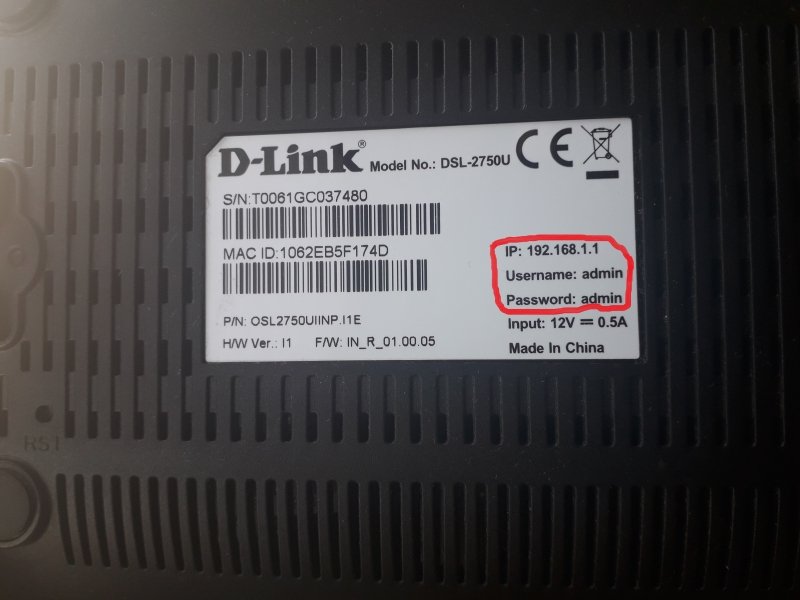 D-Link® Model No.: DSL-2750U CE
S/N:T0061GC037480
MAC ID:1062EB5F174D
IP: 192.168.1.1
Username: admin
Password: admin
P/N: OSL2750UIINP.I1E
Input: 12V ⎓ 0.5A
H/W Ver.: I1 F/W: IN_R_01.00.05
Made In China
RST